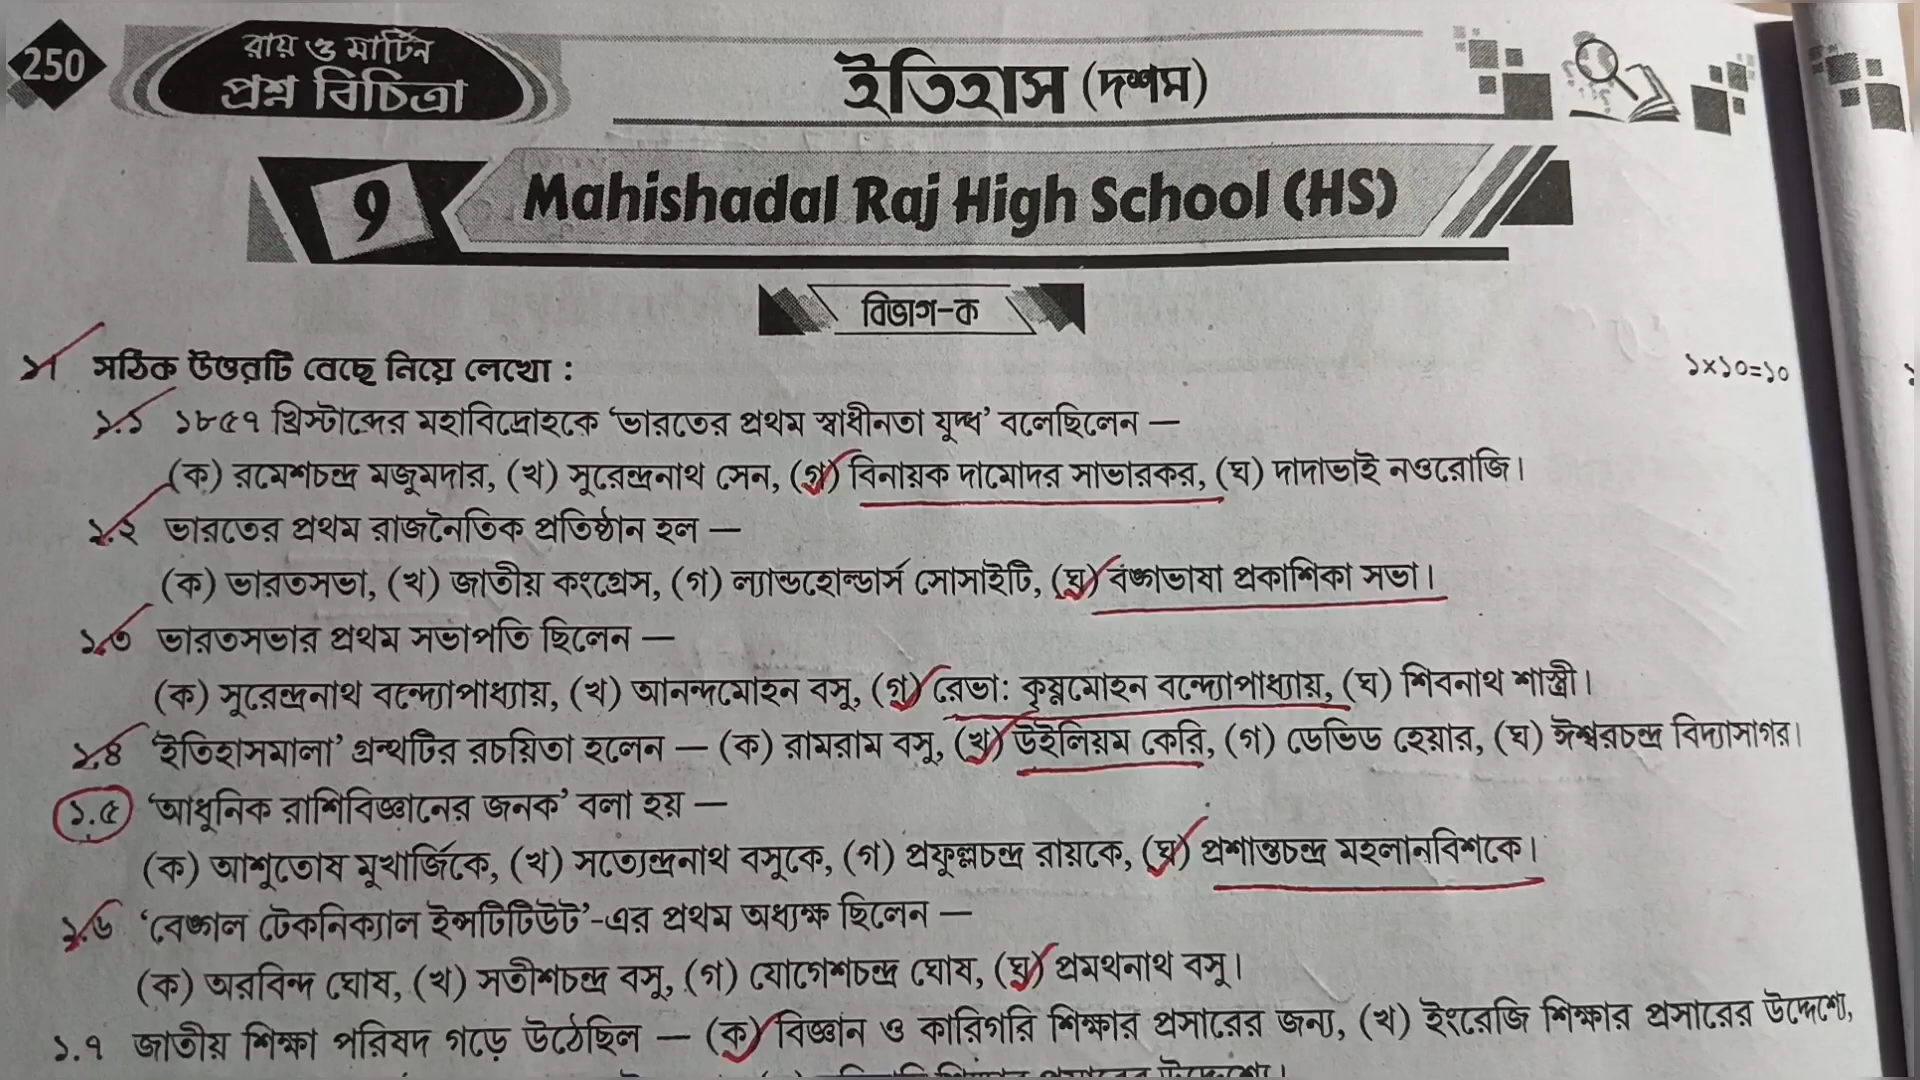 250
রায় ও মার্টিন
প্রশ্ন বিচিত্রা
ইতিহাস (দশম)
9 Mahishadal Raj High School (HS)
বিভাগ-ক
১। সঠিক উত্তরটি বেছে নিয়ে লেখো : ১×১০=১০
১.১ ১৮৫৭ খ্রিস্টাব্দের মহাবিদ্রোহকে ‘ভারতের প্রথম স্বাধীনতা যুদ্ধ’ বলেছিলেন —
(ক) রমেশচন্দ্র মজুমদার, (খ) সুরেন্দ্রনাথ সেন, (গ) বিনায়ক দামোদর সাভারকর, (ঘ) দাদাভাই নওরোজি।
১.২ ভারতের প্রথম রাজনৈতিক প্রতিষ্ঠান হল —
(ক) ভারতসভা, (খ) জাতীয় কংগ্রেস, (গ) ল্যান্ডহোল্ডার্স সোসাইটি, (ঘ) বঙ্গভাষা প্রকাশিকা সভা।
১.৩ ভারতসভার প্রথম সভাপতি ছিলেন —
(ক) সুরেন্দ্রনাথ বন্দ্যোপাধ্যায়, (খ) আনন্দমোহন বসু, (গ) রেভা: কৃষ্ণমোহন বন্দ্যোপাধ্যায়, (ঘ) শিবনাথ শাস্ত্রী।
১.৪ ‘ইতিহাসমালা’ গ্রন্থটির রচয়িতা হলেন — (ক) রামরাম বসু, (খ) উইলিয়ম কেরি, (গ) ডেভিড হেয়ার, (ঘ) ঈশ্বরচন্দ্র বিদ্যাসাগর।
১.৫ ‘আধুনিক রাশিবিজ্ঞানের জনক’ বলা হয় —
(ক) আশুতোষ মুখার্জিকে, (খ) সত্যেন্দ্রনাথ বসুকে, (গ) প্রফুল্লচন্দ্র রায়কে, (ঘ) প্রশান্তচন্দ্র মহলানবিশকে।
১.৬ ‘বেঙ্গল টেকনিক্যাল ইন্সটিটিউট’-এর প্রথম অধ্যক্ষ ছিলেন —
(ক) অরবিন্দ ঘোষ, (খ) সতীশচন্দ্র বসু, (গ) যোগেশচন্দ্র ঘোষ, (ঘ) প্রমথনাথ বসু।
১.৭ জাতীয় শিক্ষা পরিষদ গড়ে উঠেছিল — (ক) বিজ্ঞান ও কারিগরি শিক্ষার প্রসারের জন্য, (খ) ইংরেজি শিক্ষার প্রসারের উদ্দেশ্যে,